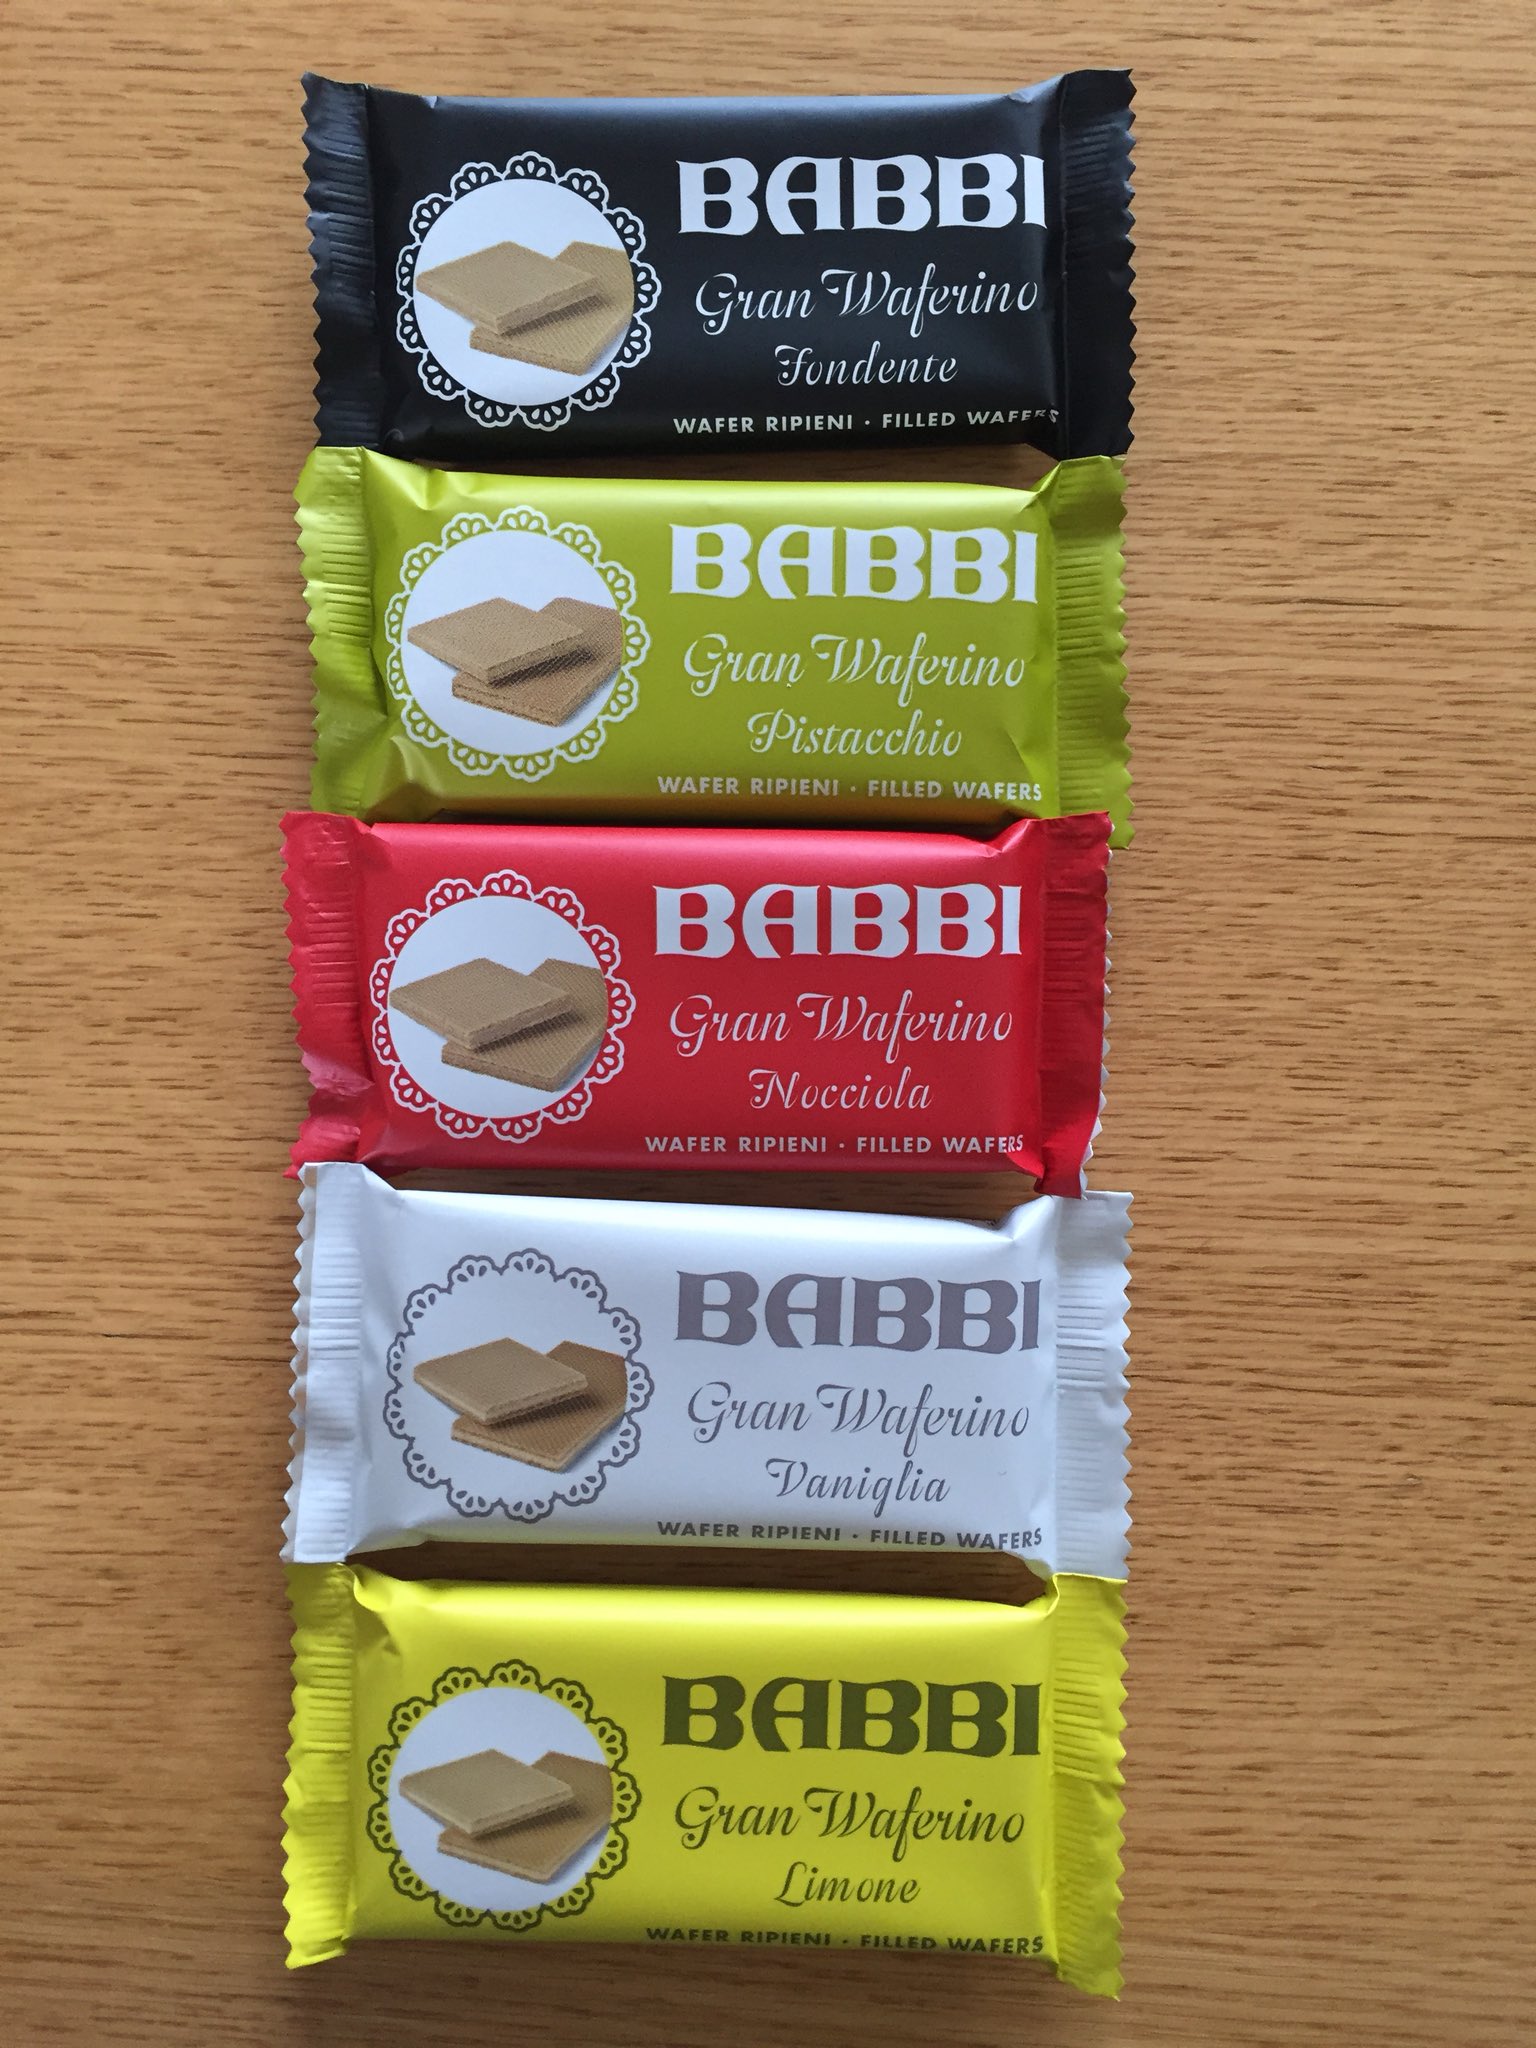 BABBI
Gran Waferino
Fondente
WAFER RIPIENI · FILLED WAFERS
BABBI
Gran Waferino
Pistacchio
WAFER RIPIENI · FILLED WAFERS
BABBI
Gran Waferino
Nocciola
WAFER RIPIENI · FILLED WAFERS
BABBI
Gran Waferino
Vaniglia
WAFER RIPIENI · FILLED WAFERS
BABBI
Gran Waferino
Limone
WAFER RIPIENI · FILLED WAFERS